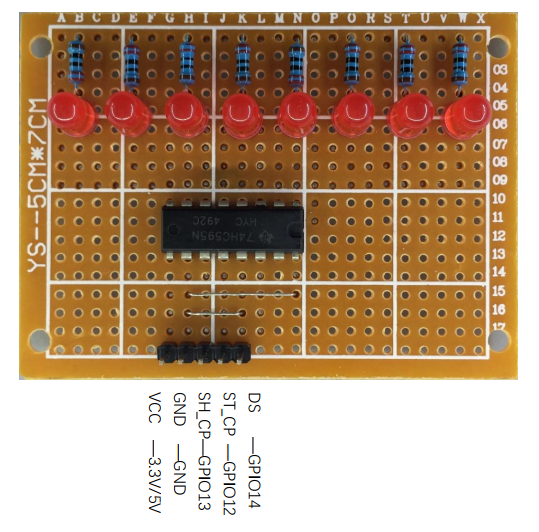 A B C D E F G H I J K L M N O P Q R S T U V W X
03
04
05
06
07
08
09
10
11
12
13
14
15
16
17
YS--5CM*7CM
74HC595N
HYC 492C
VCC —3.3V/5V
GND —GND
SH_CP—GPIO13
ST_CP —GPIO12
DS —GPIO14